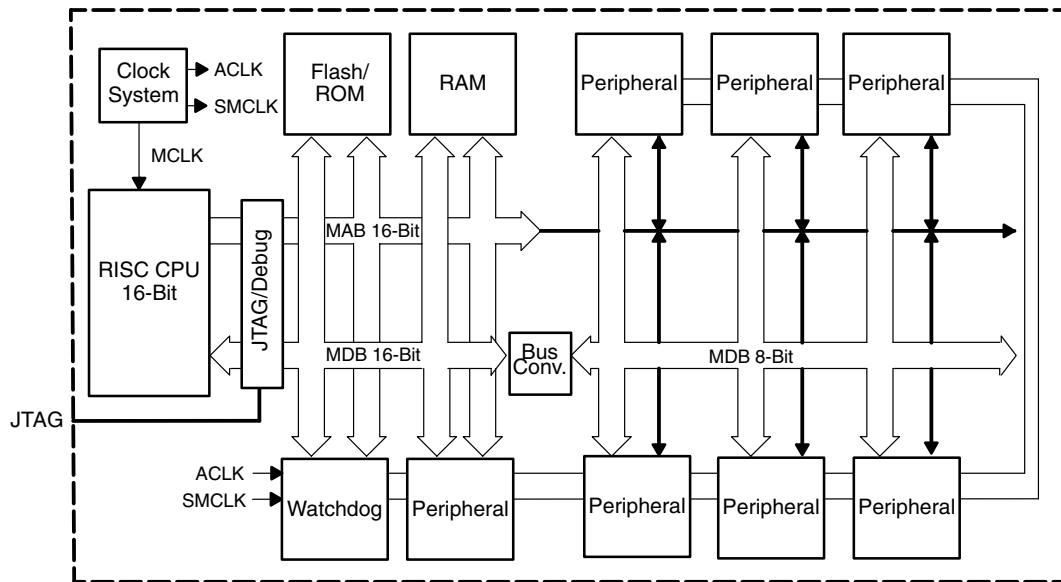 Clock
System
ACLK
SMCLK
MCLK
Flash/
ROM
RAM
Peripheral
Peripheral
Peripheral
RISC CPU
16-Bit
JTAG/Debug
MAB 16-Bit
MDB 16-Bit
Bus
Conv.
MDB 8-Bit
JTAG
ACLK
SMCLK
Watchdog
Peripheral
Peripheral
Peripheral
Peripheral